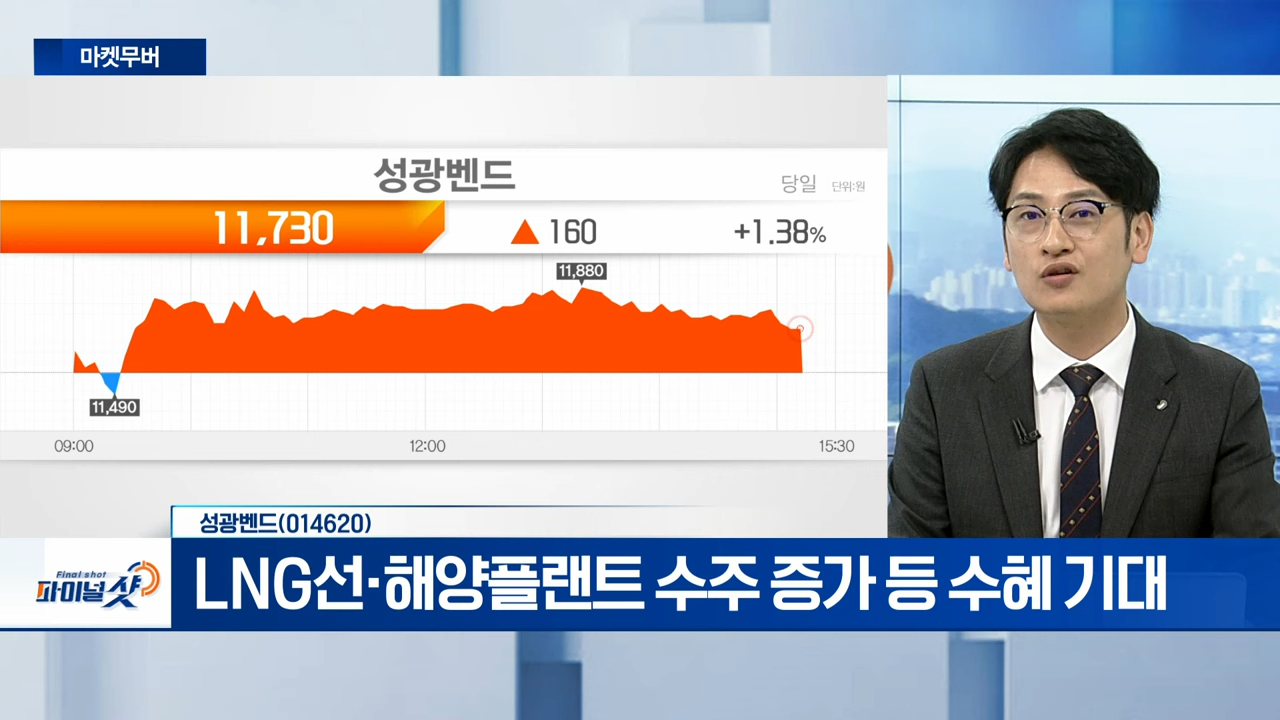 마켓무버
성광벤드
당일 단위:원
11,730 ▲ 160 +1.38%
11,880
11,490
09:00 12:00 15:30
성광벤드(014620)
Final shot
파이널샷
LNG선·해양플랜트 수주 증가 등 수혜 기대